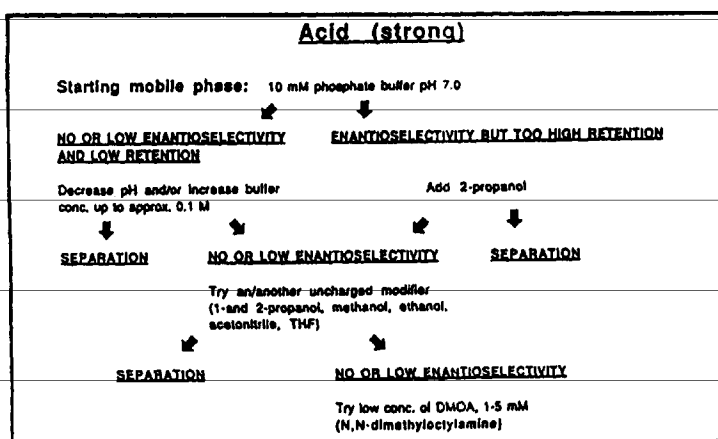 Acid (strong)
Starting mobile phase: 10 mM phosphate buffer pH 7.0
NO OR LOW ENANTIOSELECTIVITY
AND LOW RETENTION
ENANTIOSELECTIVITY BUT TOO HIGH RETENTION
Decrease pH and/or increase buffer
conc. up to approx. 0.1 M
Add 2-propanol
SEPARATION
NO OR LOW ENANTIOSELECTIVITY
SEPARATION
Try an/another uncharged modifier
(1-and 2-propanol, methanol, ethanol,
acetonitrile, THF)
SEPARATION
NO OR LOW ENANTIOSELECTIVITY
Try low conc. of DMOA, 1-5 mM
(N,N-dimethyloctylamine)